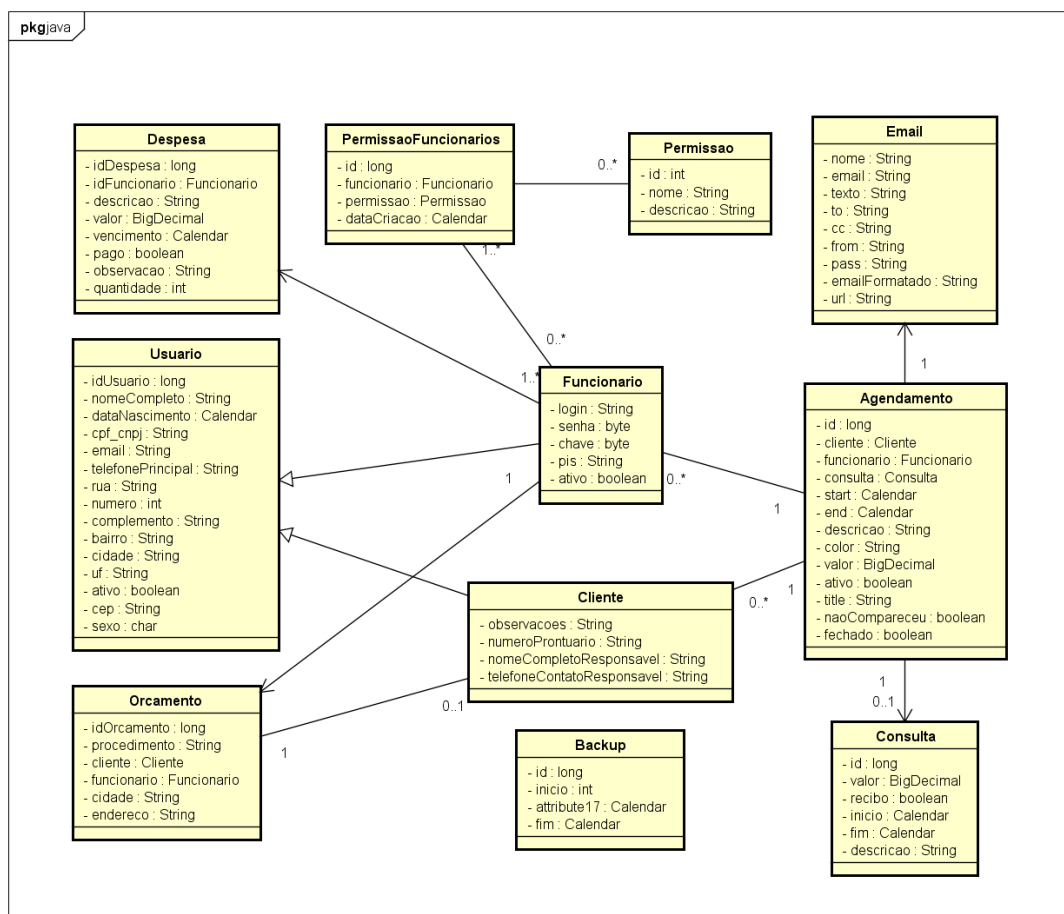 pkgjava
Despesa
- idDespesa : long
- idFuncionario : Funcionario
- descricao : String
- valor : BigDecimal
- vencimento : Calendar
- pago : boolean
- observacao : String
- quantidade : int
PermissaoFuncionarios
- id : long
- funcionario : Funcionario
- permissao : Permissao
- dataCriacao : Calendar
0..*
Permissao
- id : int
- nome : String
- descricao : String
Email
- nome : String
- email : String
- texto : String
- to : String
- cc : String
- from : String
- pass : String
- emailFormatado : String
- url : String
1..*
0..*
1..*
1
Usuario
- idUsuario : long
- nomeCompleto : String
- dataNascimento : Calendar
- cpf_cnpj : String
- email : String
- telefonePrincipal : String
- rua : String
- numero : int
- complemento : String
- bairro : String
- cidade : String
- uf : String
- ativo : boolean
- cep : String
- sexo : char
Funcionario
- login : String
- senha : byte
- chave : byte
- pis : String
- ativo : boolean
1
0..*
1
Agendamento
- id : long
- cliente : Cliente
- funcionario : Funcionario
- consulta : Consulta
- start : Calendar
- end : Calendar
- descricao : String
- color : String
- valor : BigDecimal
- ativo : boolean
- title : String
- naoCompareceu : boolean
- fechado : boolean
Cliente
- observacoes : String
- numeroProntuario : String
- nomeCompletoResponsavel : String
- telefoneContatoResponsavel : String
0..*
1
0..1
1
1
0..1
Orcamento
- idOrcamento : long
- procedimento : String
- cliente : Cliente
- funcionario : Funcionario
- cidade : String
- endereco : String
Backup
- id : long
- inicio : int
- attribute17 : Calendar
- fim : Calendar
Consulta
- id : long
- valor : BigDecimal
- recibo : boolean
- inicio : Calendar
- fim : Calendar
- descricao : String